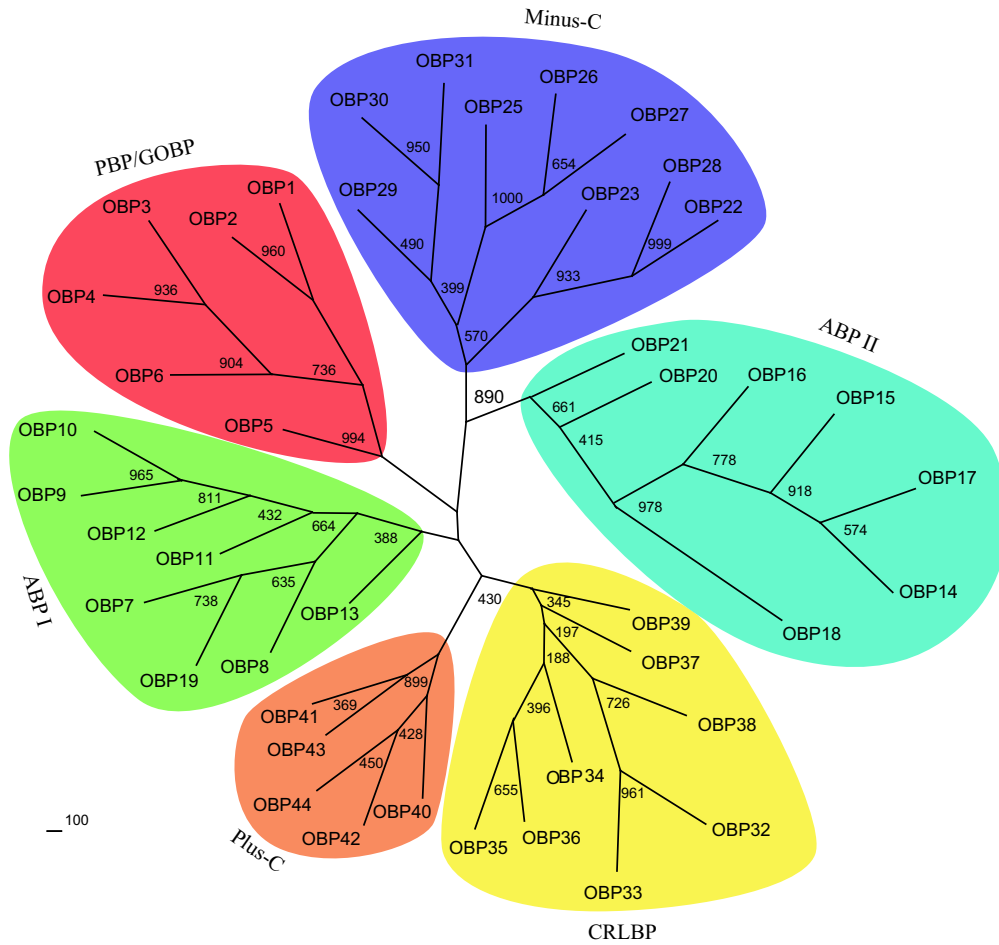 Minus-C
OBP31
OBP26
OBP30
OBP25
OBP27
950
654
OBP28
OBP29
1000
OBP23
OBP22
490
999
399
933
570
PBP/GOBP
OBP1
OBP3
OBP2
960
936
OBP4
904
736
OBP6
OBP5
994
890
ABP II
OBP21
OBP20
OBP16
OBP15
661
415
778
OBP17
918
978
574
OBP14
OBP18
OBP10
965
OBP9
811
OBP12
432
664
388
OBP11
635
OBP7
738
OBP13
OBP8
OBP19
ABP I
430
345
OBP39
197
OBP37
188
726
396
OBP38
OBP34
655
961
OBP32
OBP36
OBP35
OBP33
CRLBP
899
OBP41
369
428
OBP43
450
OBP44
OBP40
OBP42
Plus-C
100